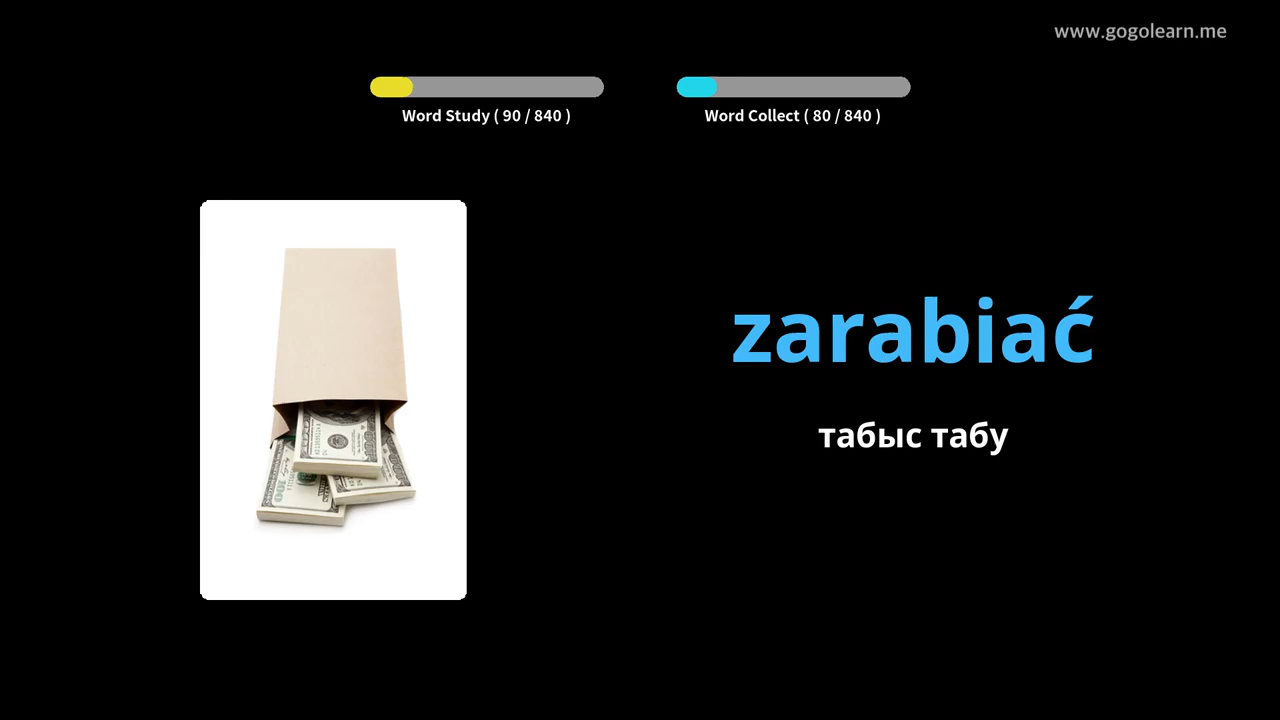 www.gogolearn.me
Word Study ( 90 / 840 )
Word Collect ( 80 / 840 )
zarabiać
табыс табу